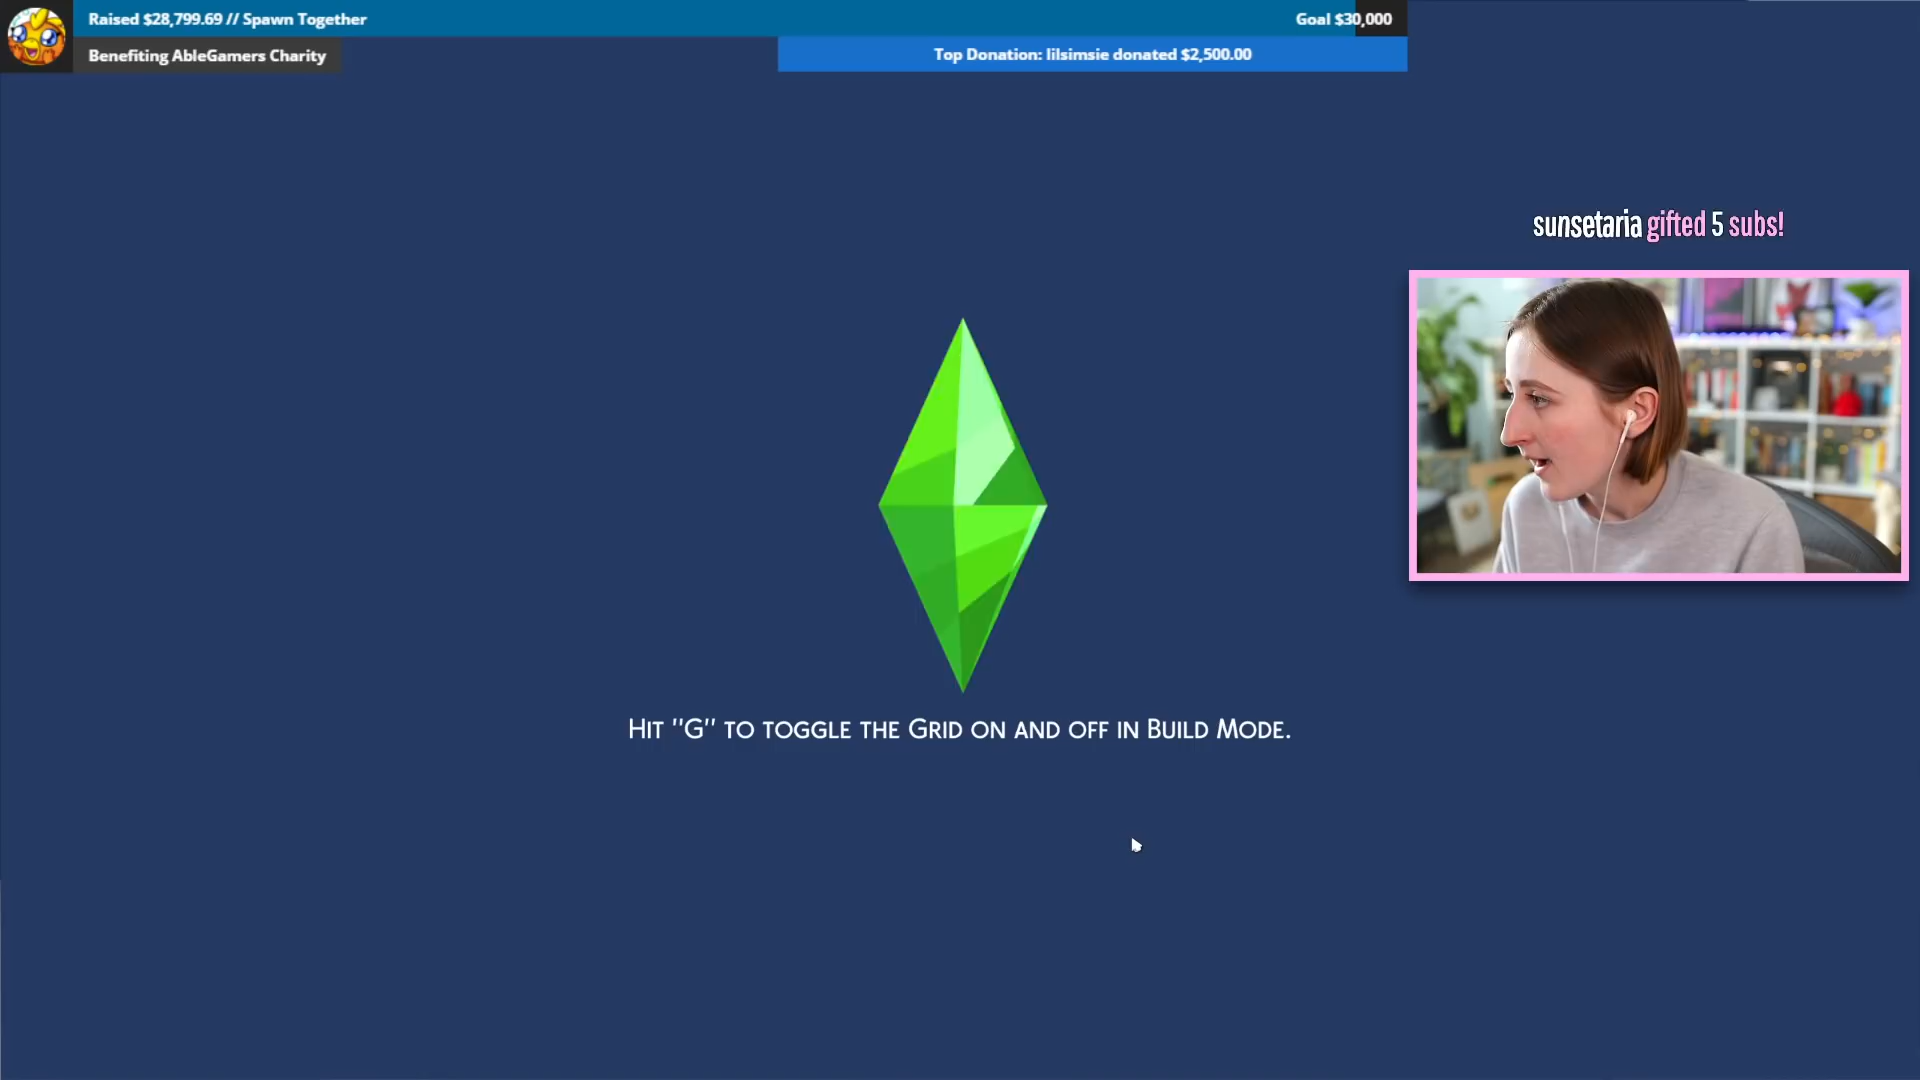 Raised $28,799.69 // Spawn Together
Goal $30,000
Benefiting AbleGamers Charity
Top Donation: lilsimsie donated $2,500.00
sunsetaria gifted 5 subs!
Hit "G" to toggle the Grid on and off in Build Mode.